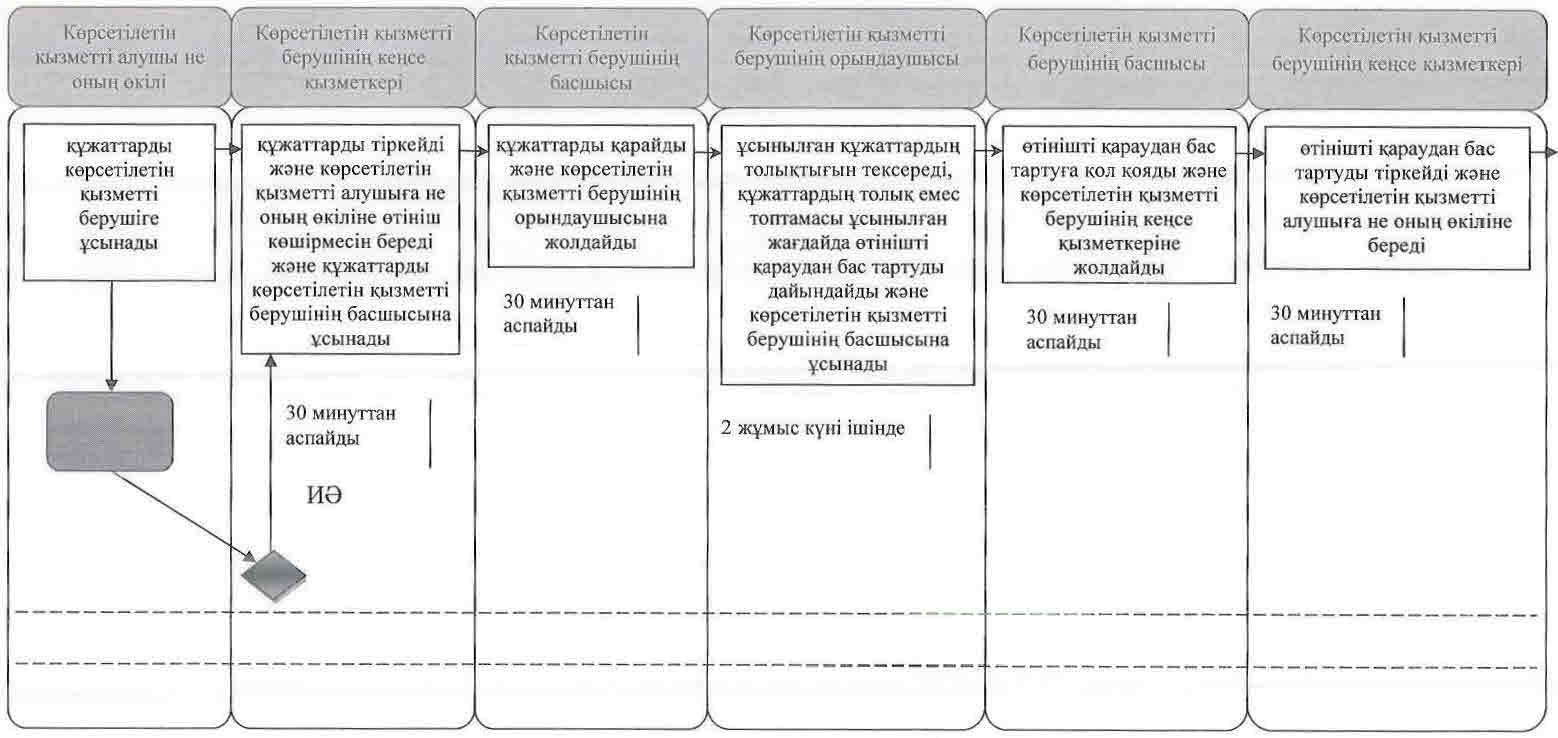 Көрсетілетін
қызметті алушы не
оның өкілі
Көрсетілетін қызметті
берушінің кеңсе
қызметкері
Көрсетілетін
қызметті берушінің
басшысы
Көрсетілетін қызметті
берушінің орындаушысы
Көрсетілетін қызметті
берушінің басшысы
Көрсетілетін қызметті
берушінің кеңсе қызметкері
құжаттарды
көрсетілетін
қызметті
берушіге
ұсынады
құжаттарды тіркейді
және көрсетілетін
қызметті алушыға не
оның өкіліне өтініш
көшірмесін береді
және құжаттарды
көрсетілетін қызметті
берушінің басшысына
ұсынады
30 минуттан
аспайды
ИӘ
құжаттарды қарайды
және көрсетілетін
қызметті берушінің
орындаушысына
жолдайды
30 минуттан
аспайды
ұсынылған құжаттардың
толықтығын тексереді,
құжаттардың толық емес
топтамасы ұсынылған
жағдайда өтінішті
қараудан бас тартуды
дайындайды және
көрсетілетін қызметті
берушінің басшысына
ұсынады
2 жұмыс күні ішінде
өтінішті қараудан бас
тартуға қол қояды және
көрсетілетін қызметті
берушінің кеңсе
қызметкеріне
жолдайды
30 минуттан
аспайды
өтінішті қараудан бас
тартуды тіркейді және
көрсетілетін қызметті
алушыға не оның өкіліне
береді
30 минуттан
аспайды